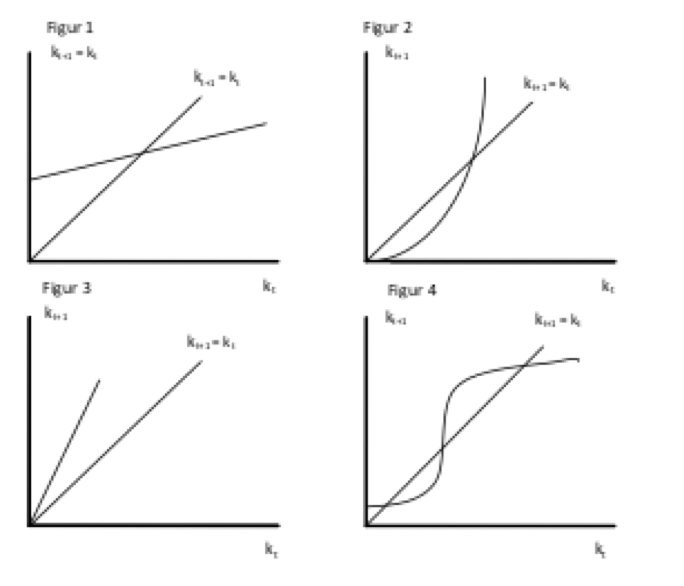 Figur 1
kₜ₊₁ = kₜ
kₜ₊₁ = kₜ
kₜ
Figur 2
kₜ₊₁
kₜ₊₁ = kₜ
kₜ
Figur 3
kₜ₊₁
kₜ₊₁ = kₜ
kₜ
Figur 4
kₜ₊₁
kₜ₊₁ = kₜ
kₜ